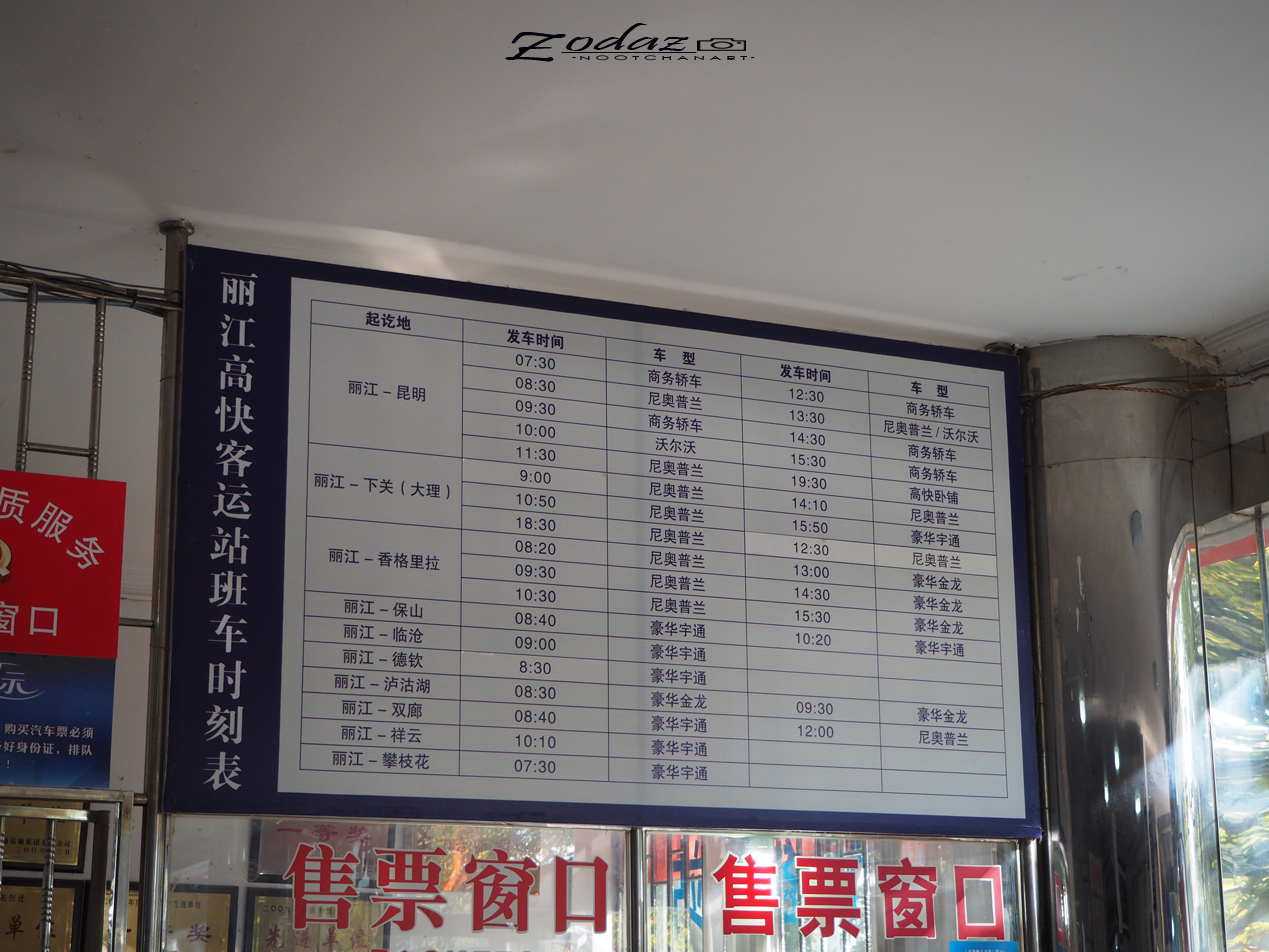 Zodaz
-NOOTCHANART-
丽江高快客运站班车时刻表
起讫地 发车时间 车 型 发车时间 车 型
丽江－昆明 07:30 商务轿车 12:30 商务轿车
08:30 尼奥普兰 13:30 尼奥普兰/沃尔沃
09:30 商务轿车 14:30 商务轿车
10:00 沃尔沃 15:30 商务轿车
11:30 尼奥普兰 19:30 高快卧铺
丽江－下关（大理） 9:00 尼奥普兰 14:10 尼奥普兰
10:50 尼奥普兰 15:50 豪华宇通
18:30 尼奥普兰 12:30 尼奥普兰
丽江－香格里拉 08:20 尼奥普兰 13:00 豪华金龙
09:30 尼奥普兰 14:30 豪华金龙
10:30 尼奥普兰 15:30 豪华金龙
丽江－保山 08:40 豪华宇通 10:20 豪华宇通
丽江－临沧 09:00 豪华宇通
丽江－德钦 8:30 豪华宇通
丽江－泸沽湖 08:30 豪华金龙 09:30 豪华金龙
丽江－双廊 08:40 豪华宇通 12:00 尼奥普兰
丽江－祥云 10:10 豪华宇通
丽江－攀枝花 07:30 豪华宇通
质服务
窗口
示
购买汽车票必须
好身份证，排队
！
一等奖
售票窗口
售票窗口
单位
奖
先进单位